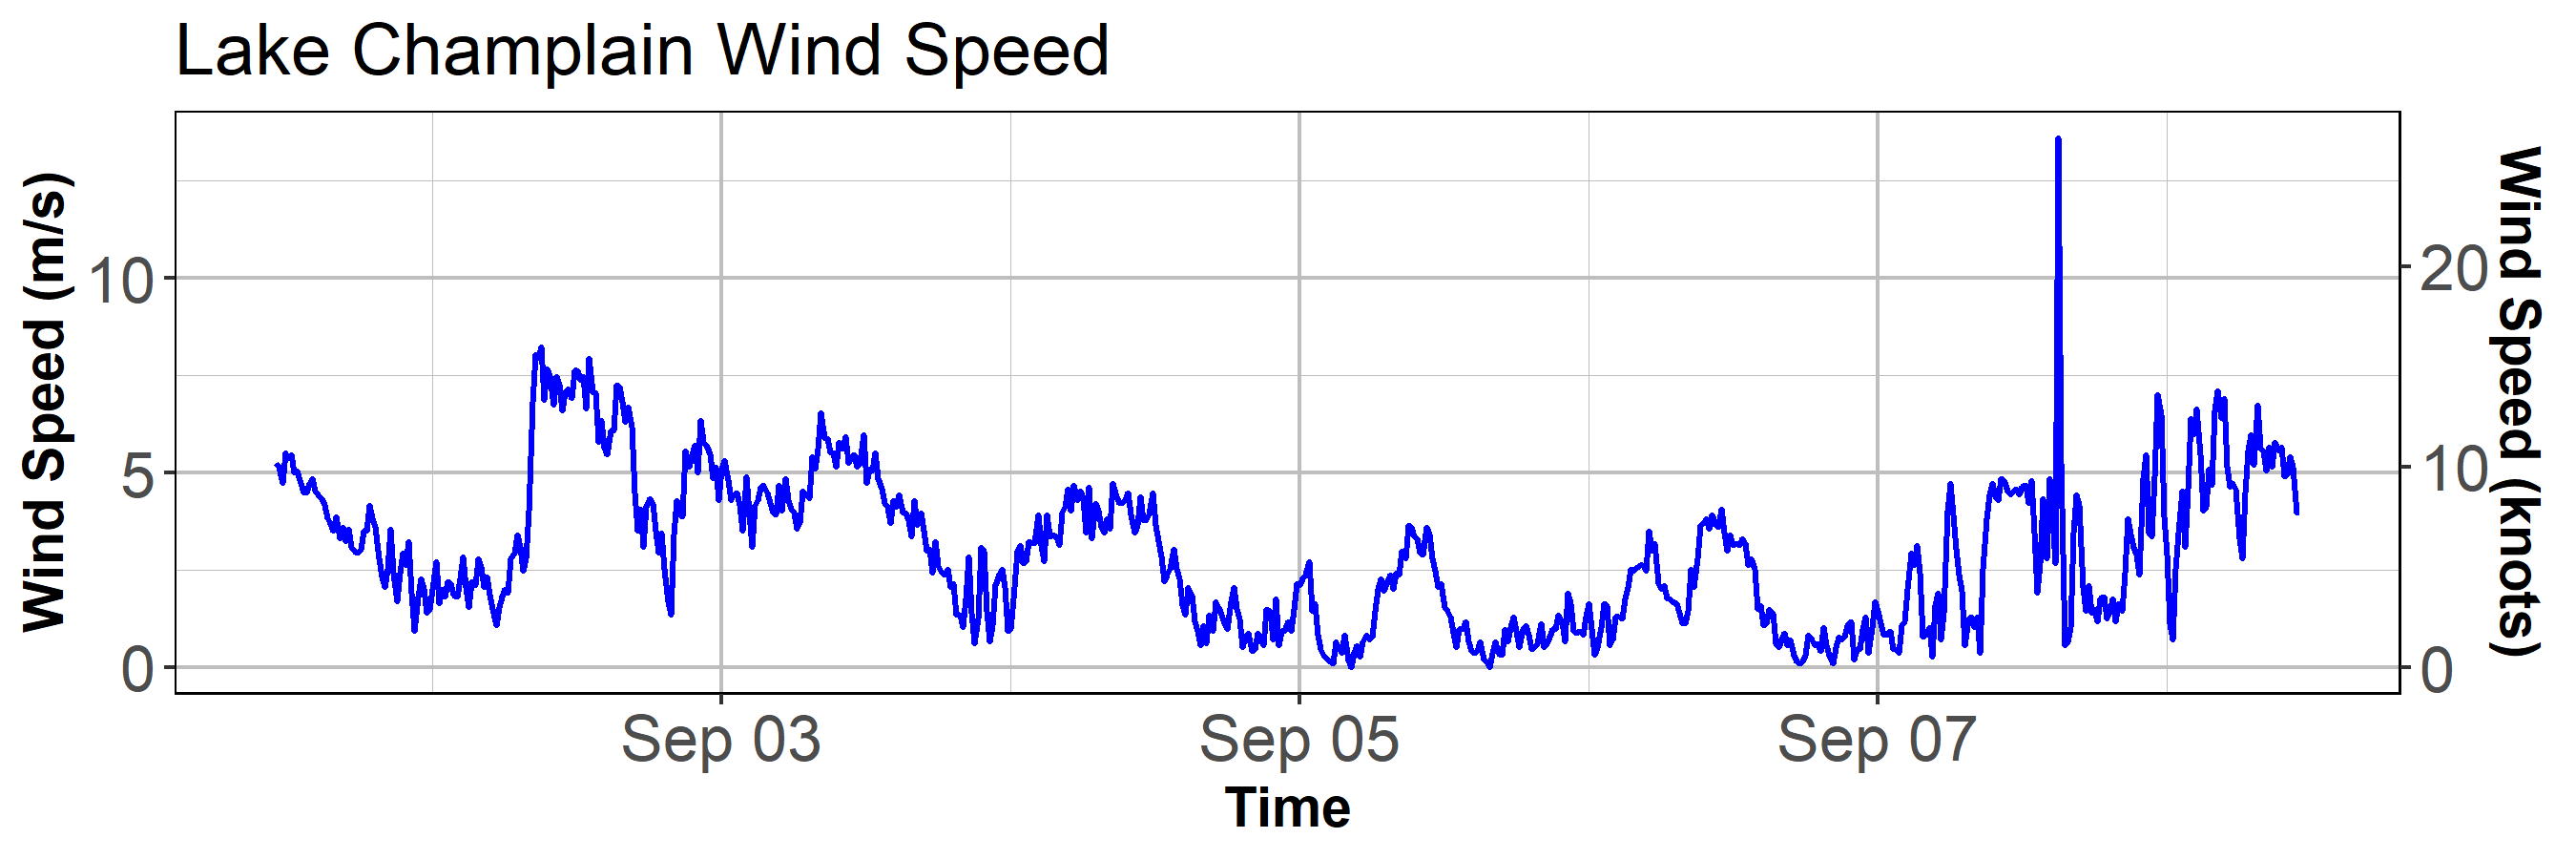 Lake Champlain Wind Speed
Wind Speed (m/s)
10
5
0
20
10
0
Wind Speed (knots)
Sep 03
Sep 05
Sep 07
Time